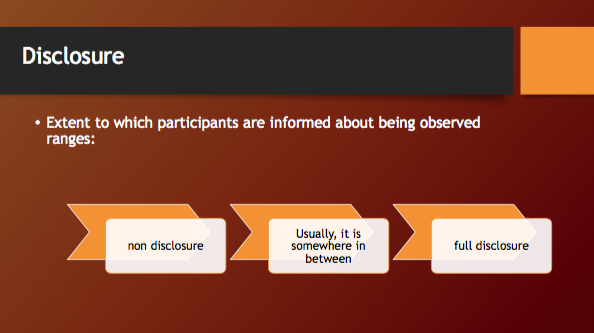 Disclosure
• Extent to which participants are informed about being observed
ranges:
non disclosure
Usually, it is
somewhere in
between
full disclosure